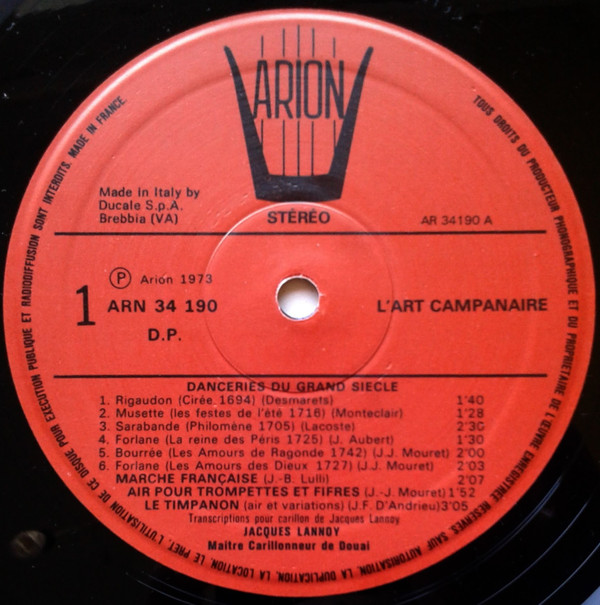 ARION
Made in Italy by
Ducale S.p.A.
Brebbia (VA)
STÉRÉO
AR 34190 A
Ⓟ Arion 1973
1
ARN 34 190
D.P.
L'ART CAMPANAIRE
DANCERIES DU GRAND SIECLE
1. Rigaudon (Cirée.1694) (Desmarets) 1'40
2. Musette (les festes de l'été 1716) (Monteclair) 1'28
3. Sarabande (Philomène 1705) (Lacoste) 2'30
4. Forlane (La reine des Péris 1725) (J. Aubert) 1'30
5. Bourrée (Les Amours de Ragonde 1742) (J.J. Mouret) 2'00
6. Forlane (Les Amours des Dieux 1727) (J.J. Mouret) 2'03
MARCHE FRANÇAISE (J.-B. Lulli) 2'07
AIR POUR TROMPETTES ET FIFRES (J.-J. Mouret) 1'52
LE TIMPANON (air et variations) (J.F. D'Andrieu) 3'05
Transcriptions pour carillon de Jacques Lannoy
JACQUES LANNOY
Maître Carillonneur de Douai
TOUS DROITS DU PRODUCTEUR PHONOGRAPHIQUE ET DU PROPRIETAIRE DE L'ŒUVRE ENREGISTREE RESERVES. SAUF AUTORISATION, LA DUPLICATION, LA LOCATION, LE PRET, L'UTILISATION DE CE DISQUE POUR EXECUTION PUBLIQUE ET RADIODIFFUSION SONT INTERDITS. MADE IN FRANCE